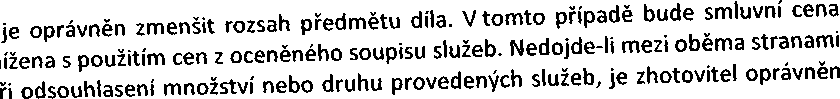 je oprávněn zmenšit rozsah předmětu díla. V tomto případě bude smluvní cena
ížena s použitím cen z oceněného soupisu služeb. Nedojde-li mezi oběma stranami
ři odsouhlasení množství nebo druhu provedených služeb, je zhotovitel oprávněn